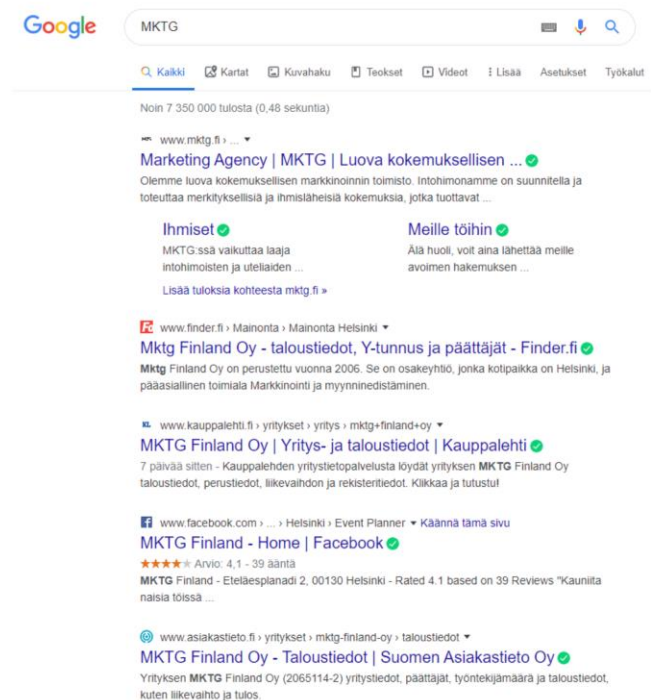 Google
MKTG
Kaikki Kartat Kuvahaku Teokset Videot Lisää Asetukset Työkalut
Noin 7 350 000 tulosta (0,48 sekuntia)
www.mktg.fi › ...
Marketing Agency | MKTG | Luova kokemuksellisen ...
Olemme luova kokemuksellisen markkinoinnin toimisto. Intohimonamme on suunnitella ja
toteuttaa merkityksellisiä ja ihmisläheisiä kokemuksia, jotka tuottavat ...
Ihmiset
MKTG:ssä vaikuttaa laaja
intohimoisten ja uteliaiden ...
Meille töihin
Älä huoli, voit aina lähettää meille
avoimen hakemuksen ...
Lisää tuloksia kohteesta mktg.fi »
www.finder.fi › Mainonta › Mainonta Helsinki
Mktg Finland Oy - taloustiedot, Y-tunnus ja päättäjät - Finder.fi
Mktg Finland Oy on perustettu vuonna 2006. Se on osakeyhtiö, jonka kotipaikka on Helsinki, ja
pääasiallinen toimiala Markkinointi ja myynninedistäminen.
www.kauppalehti.fi › yritykset › yritys › mktg+finland+oy
MKTG Finland Oy | Yritys- ja taloustiedot | Kauppalehti
7 päivää sitten - Kauppalehden yritystietopalvelusta löydät yrityksen MKTG Finland Oy
taloustiedot, perustiedot, liikevaihdon ja rekisteritiedot. Klikkaa ja tutustu!
www.facebook.com › ... › Helsinki › Event Planner Käännä tämä sivu
MKTG Finland - Home | Facebook
Arvio: 4,1 - 39 ääntä
MKTG Finland - Eteläesplanadi 2, 00130 Helsinki - Rated 4.1 based on 39 Reviews "Kauniita
naisia töissä ...
www.asiakastieto.fi › yritykset › mktg-finland-oy › taloustiedot
MKTG Finland Oy - Taloustiedot | Suomen Asiakastieto Oy
Yrityksen MKTG Finland Oy (2065114-2) yritystiedot, päättäjät, työntekijämäärä ja taloustiedot,
kuten liikevaihto ja tulos.